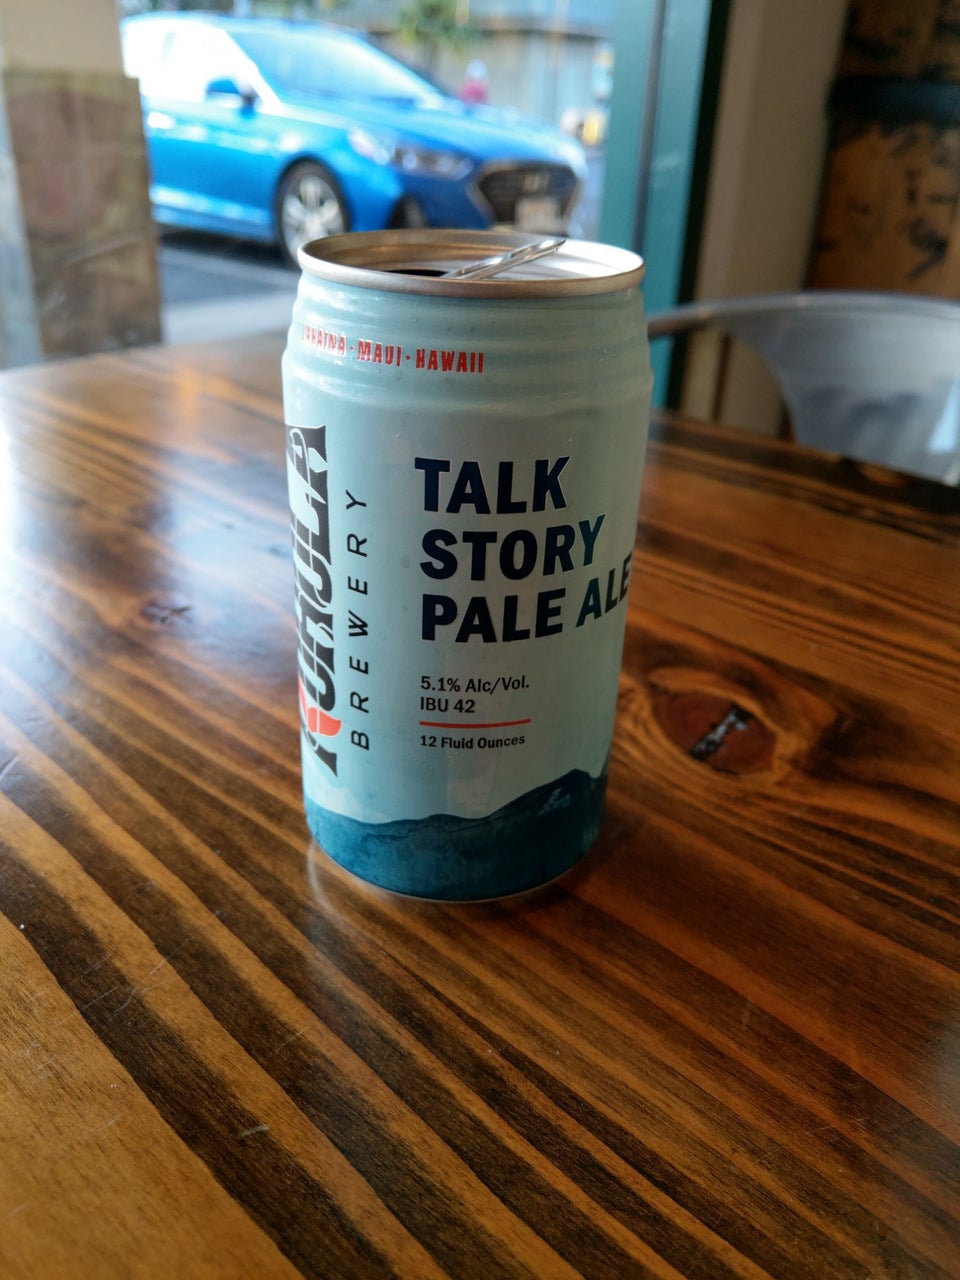 LAHAINA · MAUI · HAWAII
BREWERY
TALK
STORY
PALE ALE
5.1% Alc/Vol.
IBU 42
12 Fluid Ounces